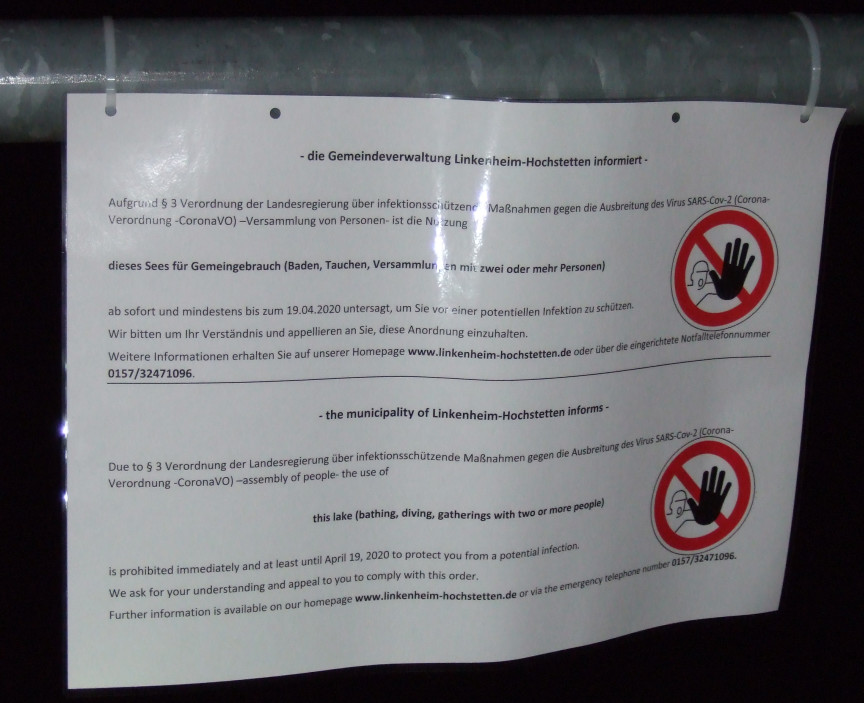 - die Gemeindeverwaltung Linkenheim-Hochstetten informiert -
Aufgrund § 3 Verordnung der Landesregierung über infektionsschützende Maßnahmen gegen die Ausbreitung des Virus SARS-Cov-2 (Corona-
Verordnung -CoronaVO) –Versammlung von Personen- ist die Nutzung
dieses Sees für Gemeingebrauch (Baden, Tauchen, Versammlungen mit zwei oder mehr Personen)
ab sofort und mindestens bis zum 19.04.2020 untersagt, um Sie vor einer potentiellen Infektion zu schützen.
Wir bitten um Ihr Verständnis und appellieren an Sie, diese Anordnung einzuhalten.
Weitere Informationen erhalten Sie auf unserer Homepage www.linkenheim-hochstetten.de oder über die eingerichtete Notfalltelefonnummer
0157/32471096.
- the municipality of Linkenheim-Hochstetten informs -
Due to § 3 Verordnung der Landesregierung über infektionsschützende Maßnahmen gegen die Ausbreitung des Virus SARS-Cov-2 (Corona-
Verordnung -CoronaVO) –assembly of people- the use of
this lake (bathing, diving, gatherings with two or more people)
is prohibited immediately and at least until April 19, 2020 to protect you from a potential infection.
We ask for your understanding and appeal to you to comply with this order.
Further information is available on our homepage www.linkenheim-hochstetten.de or via the emergency telephone number 0157/32471096.